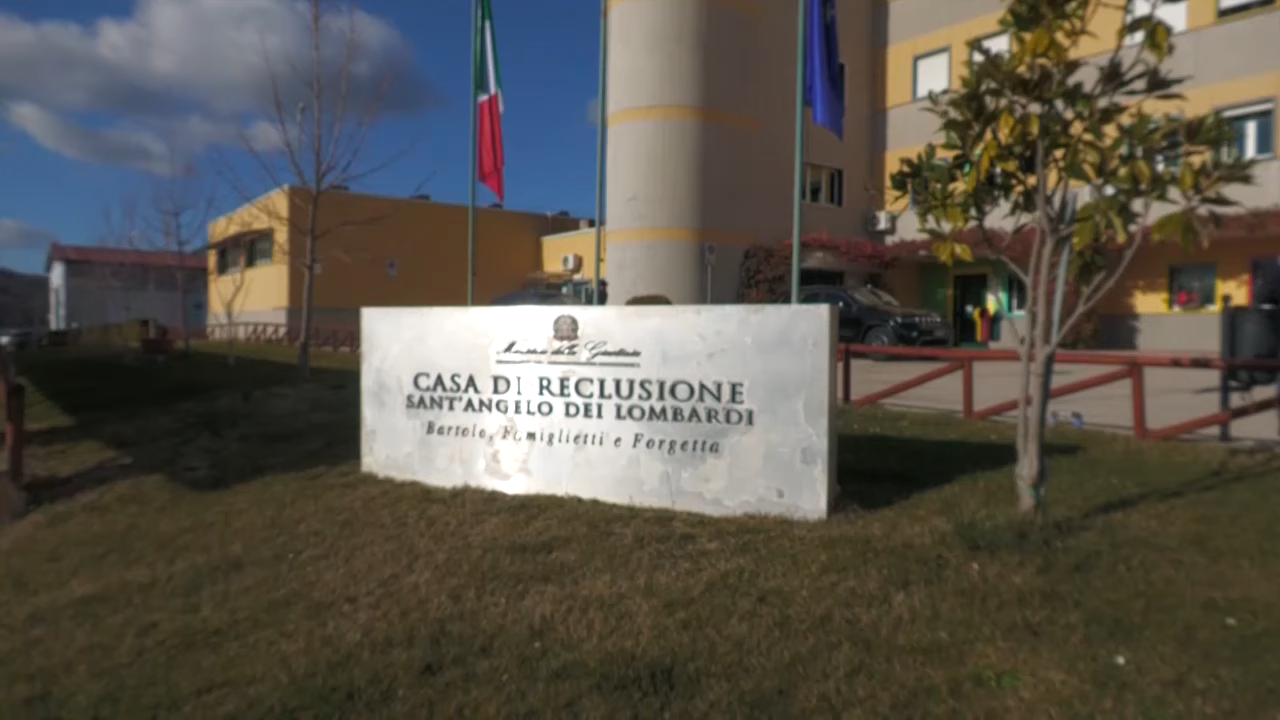 Ministero della Giustizia
CASA DI RECLUSIONE
SANT'ANGELO DEI LOMBARDI
Bartolo, Famiglietti e Forgetta